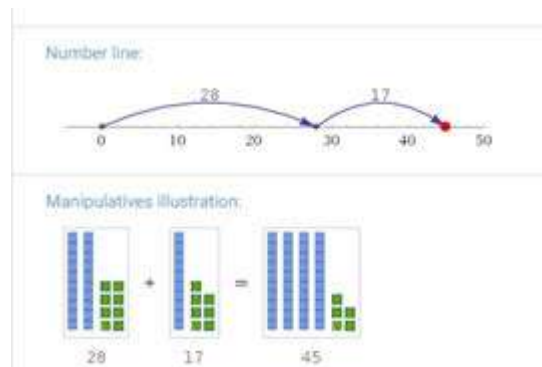 Number line:
28 17
0 10 20 30 40 50
Manipulatives illustration:
+ =
28 17 45